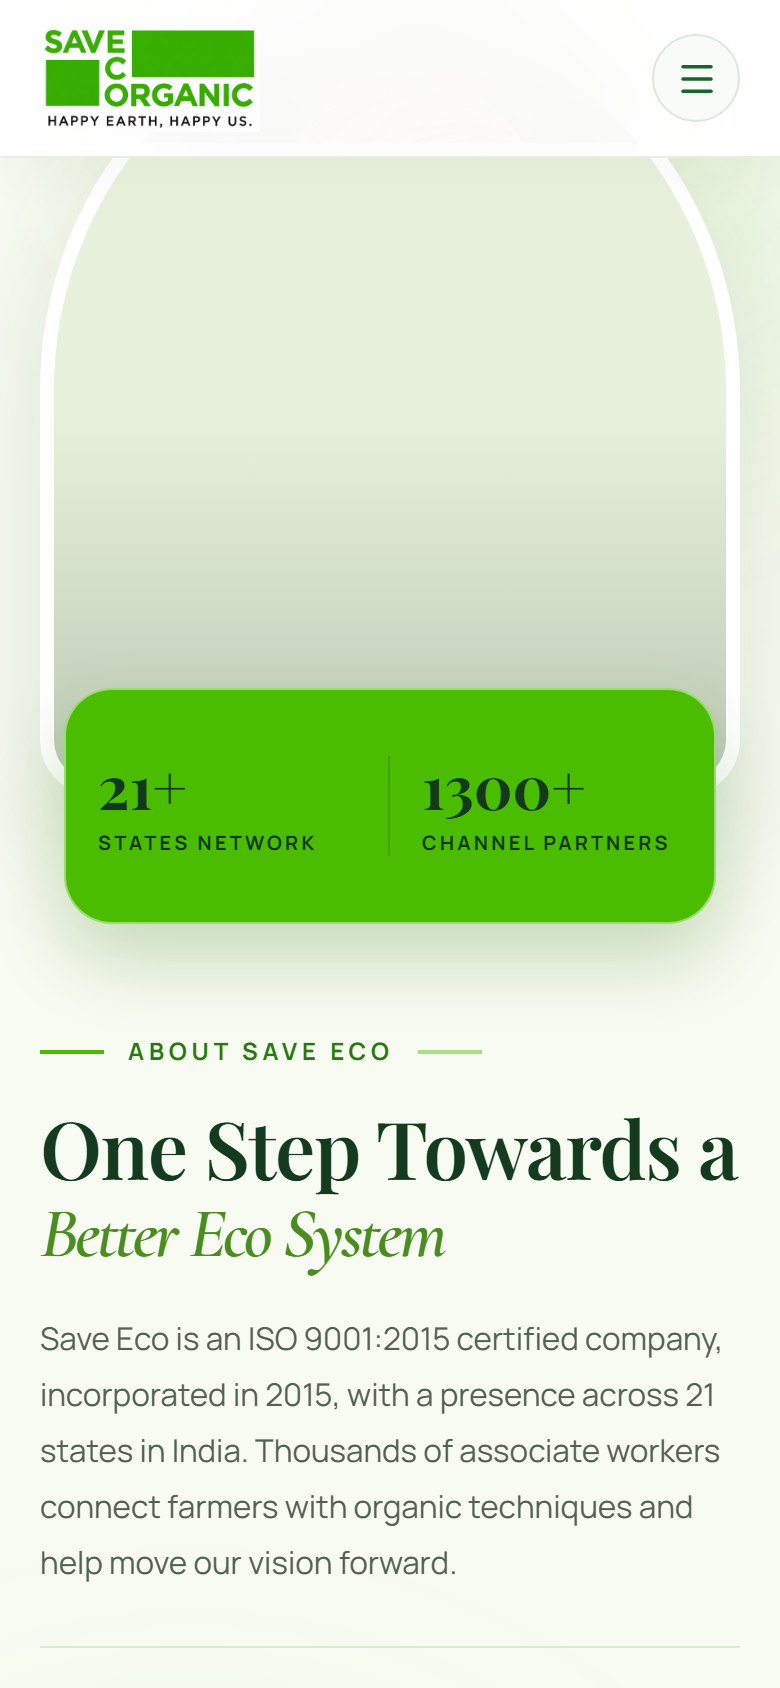 SAVE
C
ORGANIC
HAPPY EARTH, HAPPY US.
21+
STATES NETWORK
1300+
CHANNEL PARTNERS
ABOUT SAVE ECO
One Step Towards a
Better Eco System
Save Eco is an ISO 9001:2015 certified company,
incorporated in 2015, with a presence across 21
states in India. Thousands of associate workers
connect farmers with organic techniques and
help move our vision forward.